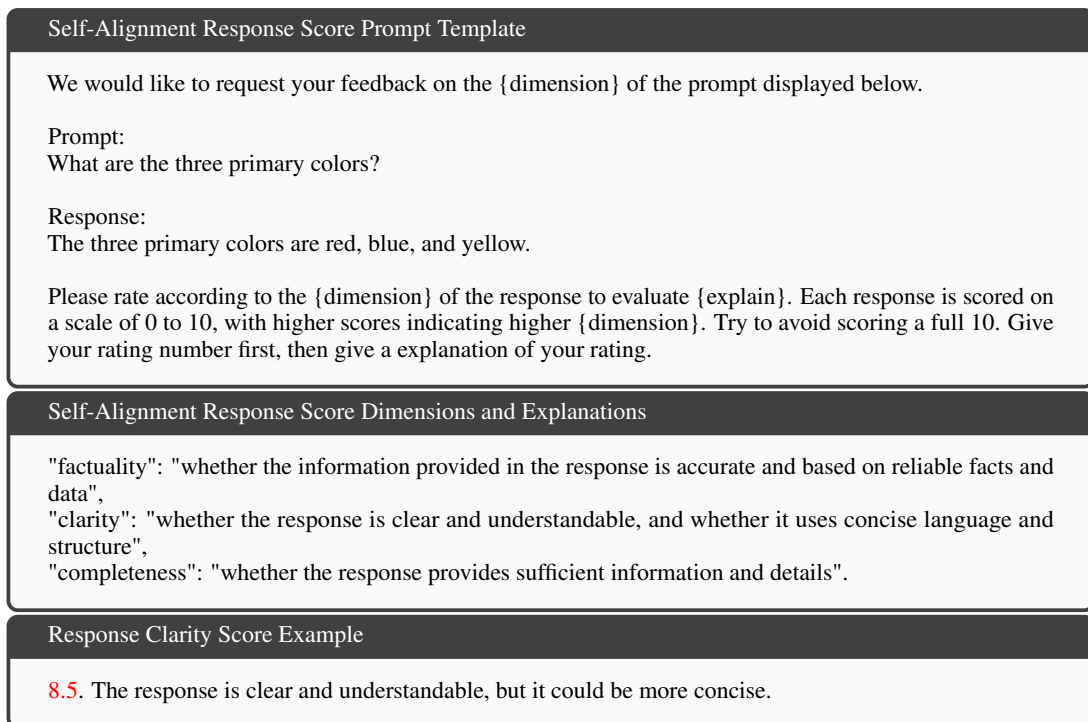 Self-Alignment Response Score Prompt Template
We would like to request your feedback on the {dimension} of the prompt displayed below.
Prompt:
What are the three primary colors?
Response:
The three primary colors are red, blue, and yellow.
Please rate according to the {dimension} of the response to evaluate {explain}. Each response is scored on
a scale of 0 to 10, with higher scores indicating higher {dimension}. Try to avoid scoring a full 10. Give
your rating number first, then give a explanation of your rating.
Self-Alignment Response Score Dimensions and Explanations
"factuality": "whether the information provided in the response is accurate and based on reliable facts and
data",
"clarity": "whether the response is clear and understandable, and whether it uses concise language and
structure",
"completeness": "whether the response provides sufficient information and details".
Response Clarity Score Example
8.5. The response is clear and understandable, but it could be more concise.